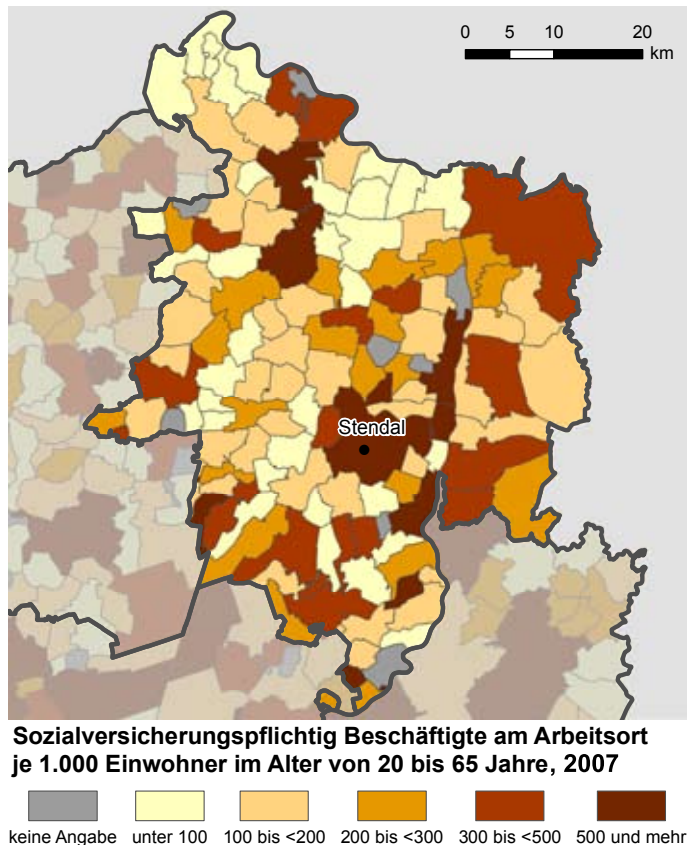 0 5 10 20
km
Stendal
Sozialversicherungspflichtig Beschäftigte am Arbeitsort
je 1.000 Einwohner im Alter von 20 bis 65 Jahre, 2007
keine Angabe unter 100 100 bis <200 200 bis <300 300 bis <500 500 und mehr